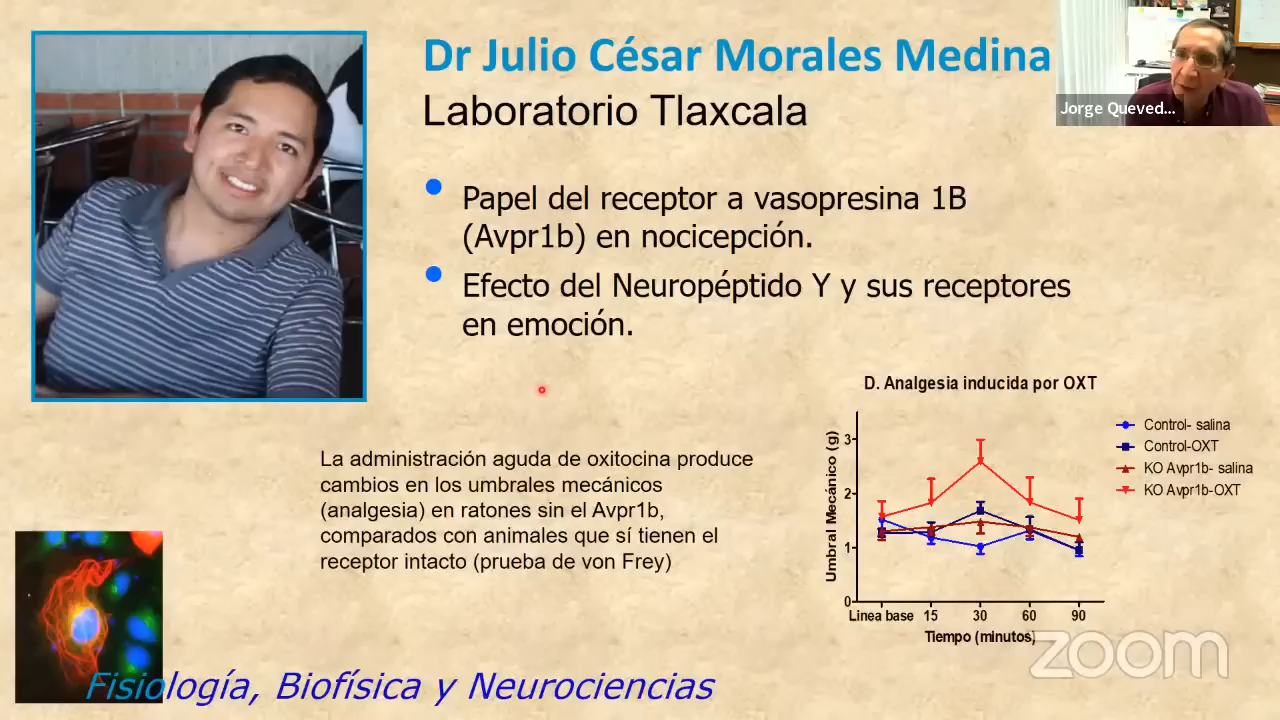 Dr Julio César Morales Medina
Laboratorio Tlaxcala
Jorge Queved...
• Papel del receptor a vasopresina 1B
(Avpr1b) en nocicepción.
• Efecto del Neuropéptido Y y sus receptores
en emoción.
La administración aguda de oxitocina produce
cambios en los umbrales mecánicos
(analgesia) en ratones sin el Avpr1b,
comparados con animales que sí tienen el
receptor intacto (prueba de von Frey)
D. Analgesia inducida por OXT
Umbral Mecánico (g)
3
2
1
0
Linea base 15 30 60 90
Tiempo (minutos)
Control- salina
Control-OXT
KO Avpr1b- salina
KO Avpr1b-OXT
zoom
Fisiología, Biofísica y Neurociencias